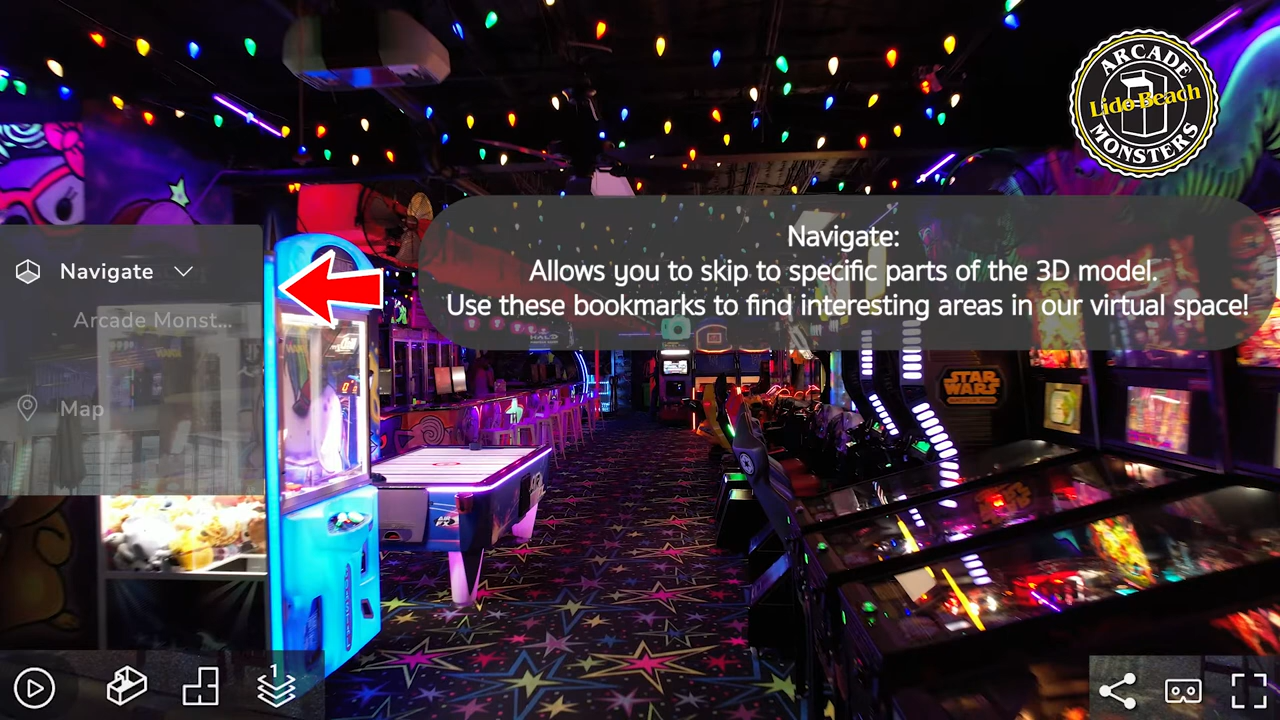 ARCADE
Lido Beach
MONSTERS
Navigate:
Allows you to skip to specific parts of the 3D model.
Use these bookmarks to find interesting areas in our virtual space!
Navigate
Arcade Monst...
Map
HALO
STAR
WARS
1